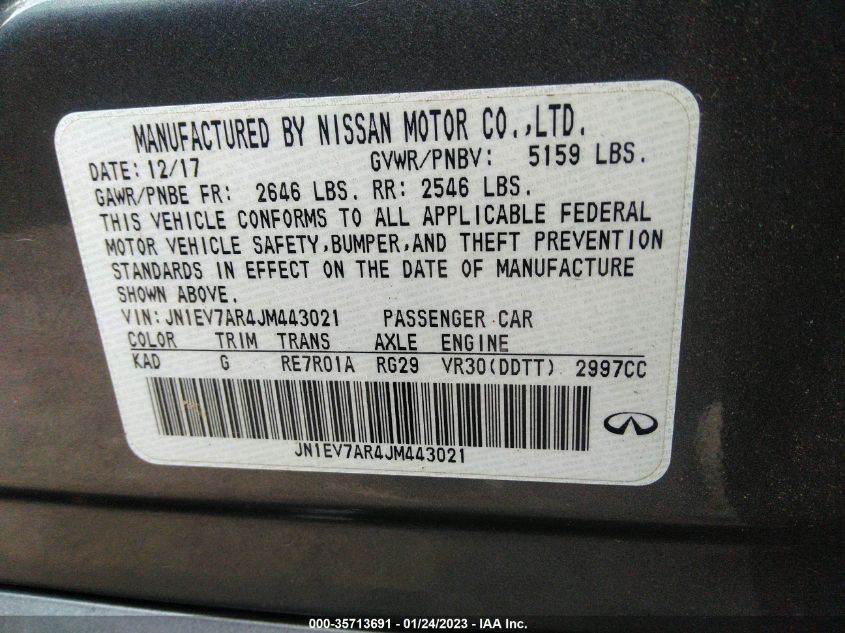 MANUFACTURED BY NISSAN MOTOR CO.,LTD.
DATE: 12/17 GVWR/PNBV: 5159 LBS.
GAWR/PNBE FR: 2646 LBS. RR: 2546 LBS.
THIS VEHICLE CONFORMS TO ALL APPLICABLE FEDERAL
MOTOR VEHICLE SAFETY,BUMPER,AND THEFT PREVENTION
STANDARDS IN EFFECT ON THE DATE OF MANUFACTURE
SHOWN ABOVE.
VIN:JN1EV7AR4JM443021 PASSENGER CAR
COLOR TRIM TRANS AXLE ENGINE
KAD G RE7R01A RG29 VR30(DDTT) 2997CC
JN1EV7AR4JM443021
000-35713691 — 01/24/2023 — IAA Inc.